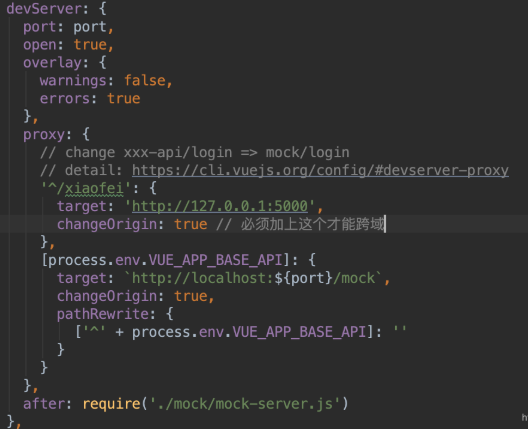 devServer: {
port: port,
open: true,
overlay: {
warnings: false,
errors: true
},
proxy: {
// change xxx-api/login => mock/login
// detail: https://cli.vuejs.org/config/#devserver-proxy
'^/xiaofei': {
target: 'http://127.0.0.1:5000',
changeOrigin: true // 必须加上这个才能跨域
},
[process.env.VUE_APP_BASE_API]: {
target: `http://localhost:${port}/mock`,
changeOrigin: true,
pathRewrite: {
['^' + process.env.VUE_APP_BASE_API]: ''
}
}
},
after: require('./mock/mock-server.js')
},